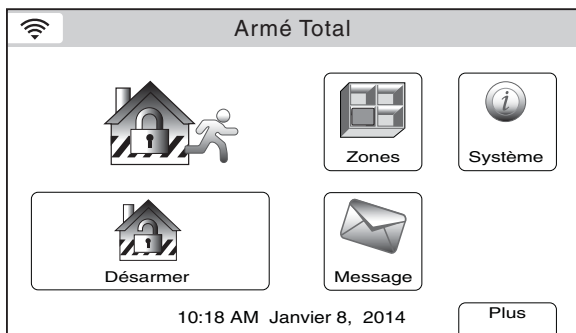 Armé Total
Zones
Système
Désarmer
Message
10:18 AM Janvier 8, 2014
Plus